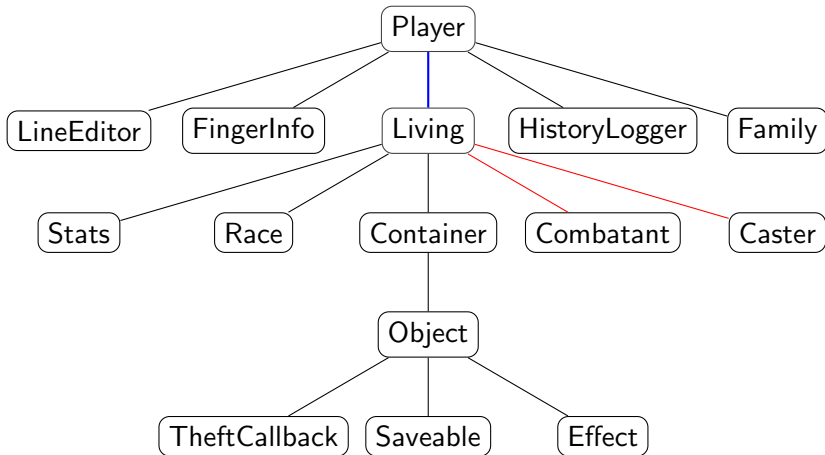 Player
LineEditor FingerInfo Living HistoryLogger Family
Stats Race Container Combatant Caster
Object
TheftCallback Saveable Effect